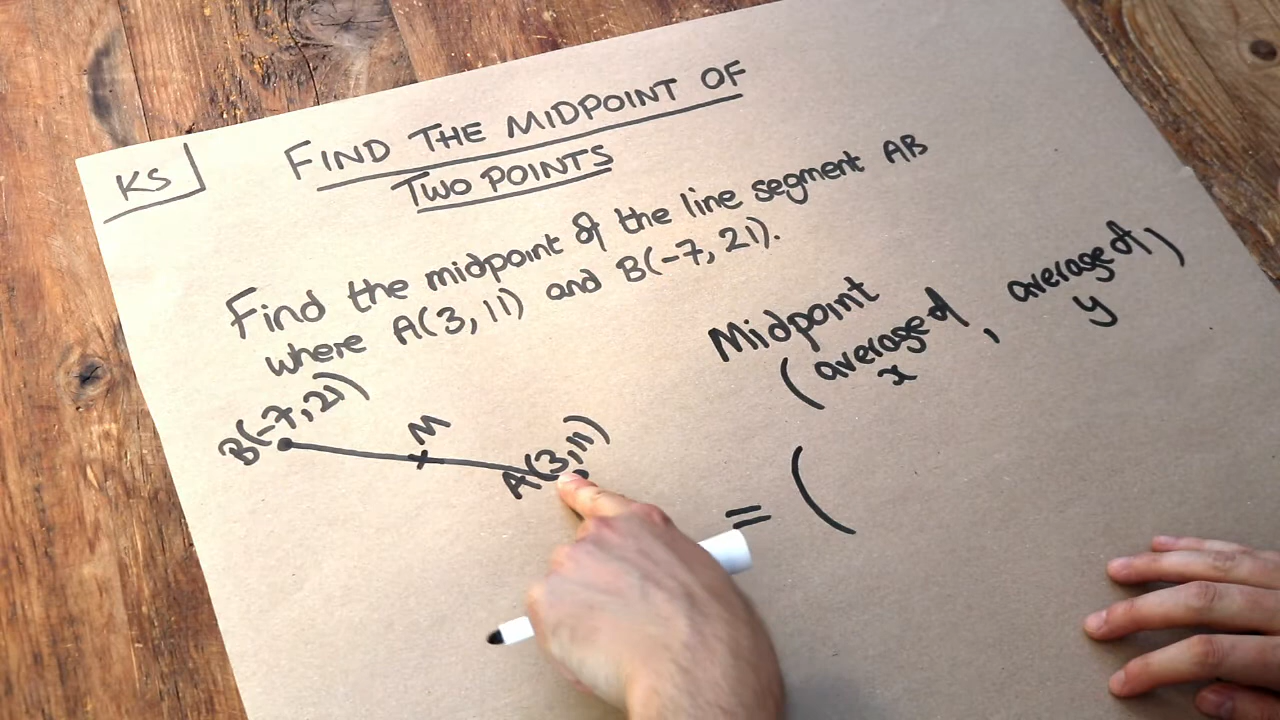 KS
FIND THE MIDPOINT OF
TWO POINTS
Find the midpoint of the line segment AB
where A(3, 11) and B(-7, 21).
Midpoint
(average of , average of)
x y
B(-7, 21)
M
A(3, 11)
= (